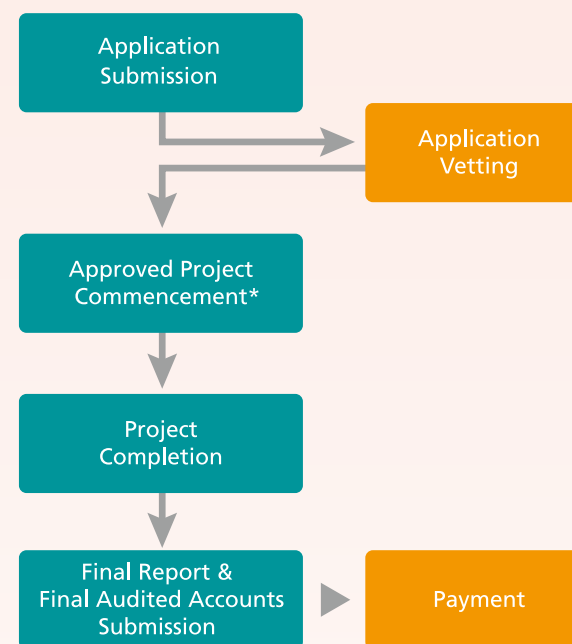 Application
Submission
Application
Vetting
Approved Project
Commencement*
Project
Completion
Final Report &
Final Audited Accounts
Submission
Payment